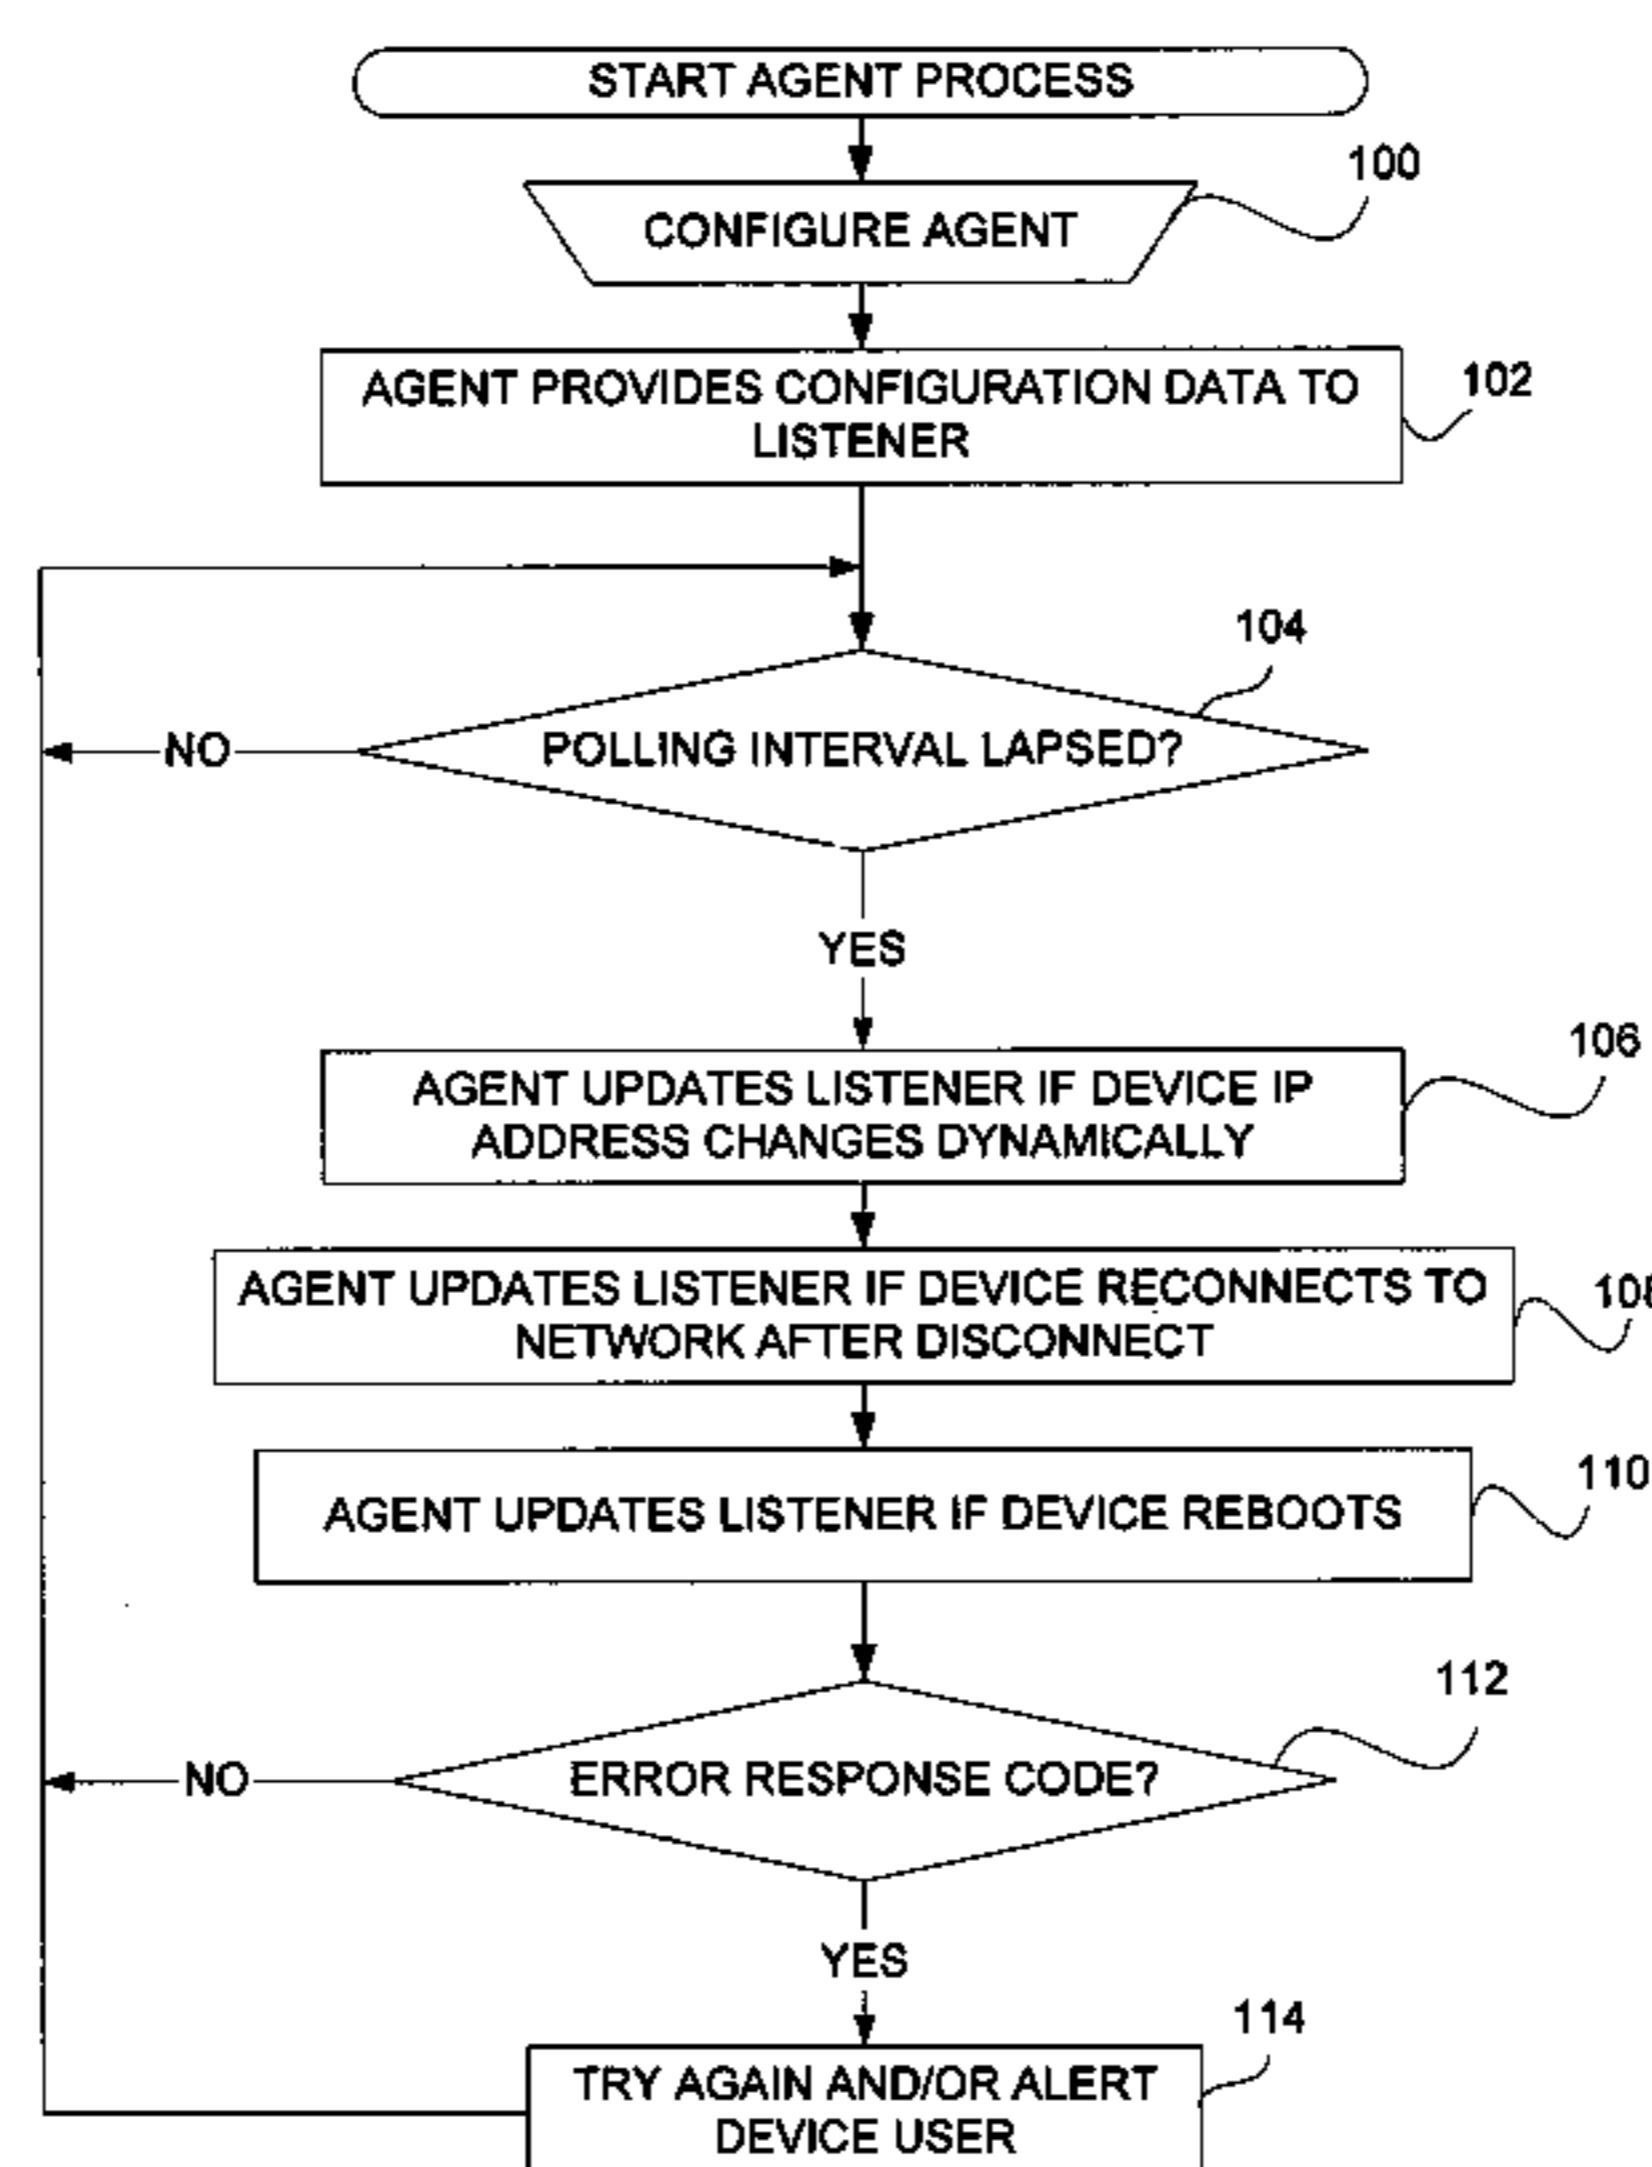 START AGENT PROCESS
100
CONFIGURE AGENT
AGENT PROVIDES CONFIGURATION DATA TO
LISTENER
102
104
POLLING INTERVAL LAPSED?
NO
YES
106
AGENT UPDATES LISTENER IF DEVICE IP
ADDRESS CHANGES DYNAMICALLY
AGENT UPDATES LISTENER IF DEVICE RECONNECTS TO
NETWORK AFTER DISCONNECT
108
110
AGENT UPDATES LISTENER IF DEVICE REBOOTS
112
ERROR RESPONSE CODE?
NO
YES
114
TRY AGAIN AND/OR ALERT
DEVICE USER